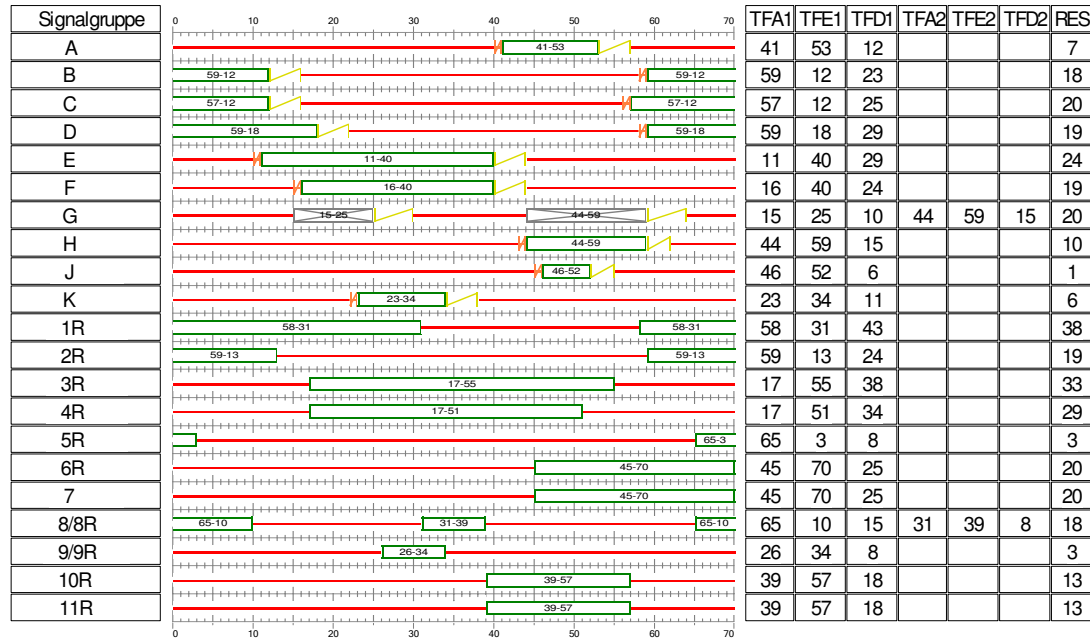 Signalgruppe 0 10 20 30 40 50 60 70 TFA1 TFE1 TFD1 TFA2 TFE2 TFD2 RES
A 41-53 41 53 12 7
B 59-12 59-12 59 12 23 18
C 57-12 57-12 57 12 25 20
D 59-18 59-18 59 18 29 19
E 11-40 11 40 29 24
F 16-40 16 40 24 19
G 15-25 44-59 15 25 10 44 59 15 20
H 44-59 44 59 15 10
J 46-52 46 52 6 1
K 23-34 23 34 11 6
1R 58-31 58-31 58 31 43 38
2R 59-13 59-13 59 13 24 19
3R 17-55 17 55 38 33
4R 17-51 17 51 34 29
5R 65-3 65 3 8 3
6R 45-70 45 70 25 20
7 45-70 45 70 25 20
8/8R 65-10 31-39 65-10 65 10 15 31 39 8 18
9/9R 26-34 26 34 8 3
10R 39-57 39 57 18 13
11R 39-57 39 57 18 13
0 10 20 30 40 50 60 70